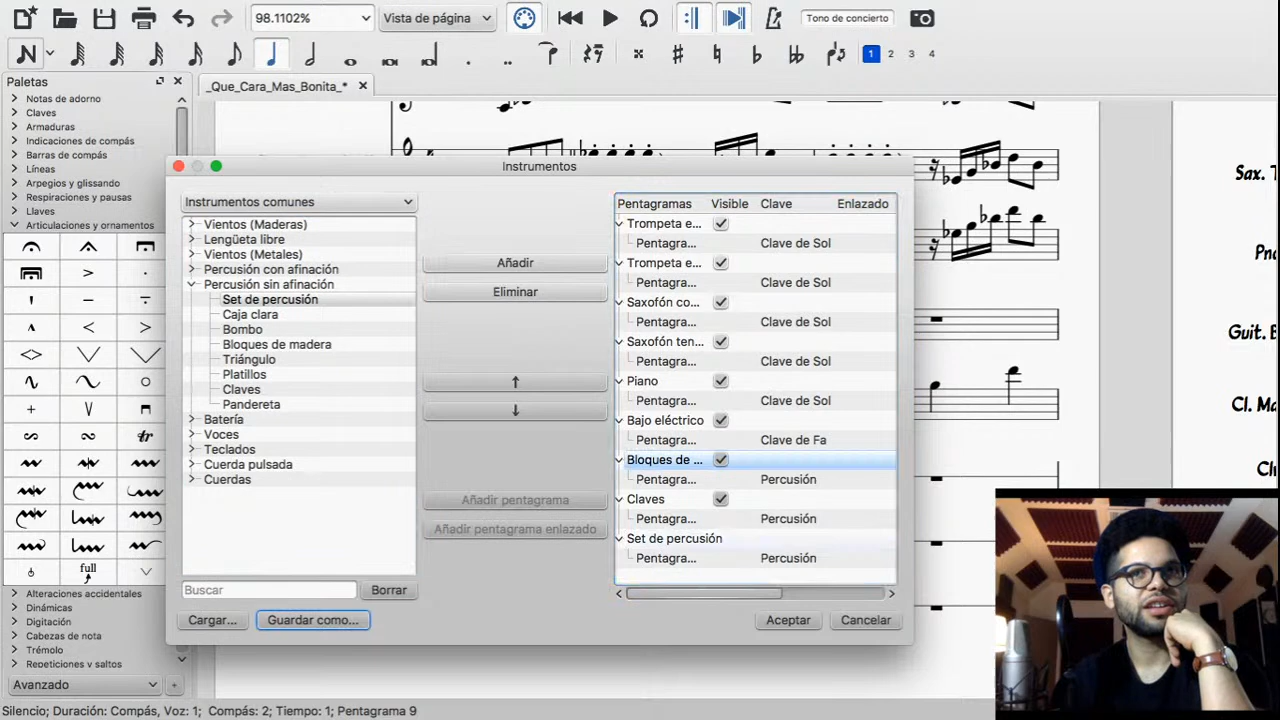 98.1102%
Vista de página
Tono de concierto
1 2 3 4
Paletas
_Que_Cara_Mas_Bonita_*
Notas de adorno
Claves
Armaduras
Indicaciones de compás
Barras de compás
Líneas
Arpegios y glissando
Respiraciones y pausas
Llaves
Articulaciones y ornamentos
tr
full
Alteraciones accidentales
Dinámicas
Digitación
Cabezas de nota
Trémolo
Repeticiones y saltos
Avanzado
+
Instrumentos
Instrumentos comunes
Vientos (Maderas)
Lengüeta libre
Vientos (Metales)
Percusión con afinación
Percusión sin afinación
Set de percusión
Caja clara
Bombo
Bloques de madera
Triángulo
Platillos
Claves
Pandereta
Batería
Voces
Teclados
Cuerda pulsada
Cuerdas
Buscar
Borrar
Cargar...
Guardar como...
Añadir
Eliminar
↑
↓
Añadir pentagrama
Añadir pentagrama enlazado
Pentagramas Visible Clave Enlazado
Trompeta e...
Pentagra... Clave de Sol
Trompeta e...
Pentagra... Clave de Sol
Saxofón co...
Pentagra... Clave de Sol
Saxofón ten...
Pentagra... Clave de Sol
Piano
Pentagra... Clave de Sol
Bajo eléctrico
Pentagra... Clave de Fa
Bloques de ...
Pentagra... Percusión
Claves
Pentagra... Percusión
Set de percusión
Pentagra... Percusión
Aceptar
Cancelar
Sax. T
Guit. B
Cl. Ma
Silencio; Duración: Compás, Voz: 1; Compás: 2; Tiempo: 1; Pentagrama 9